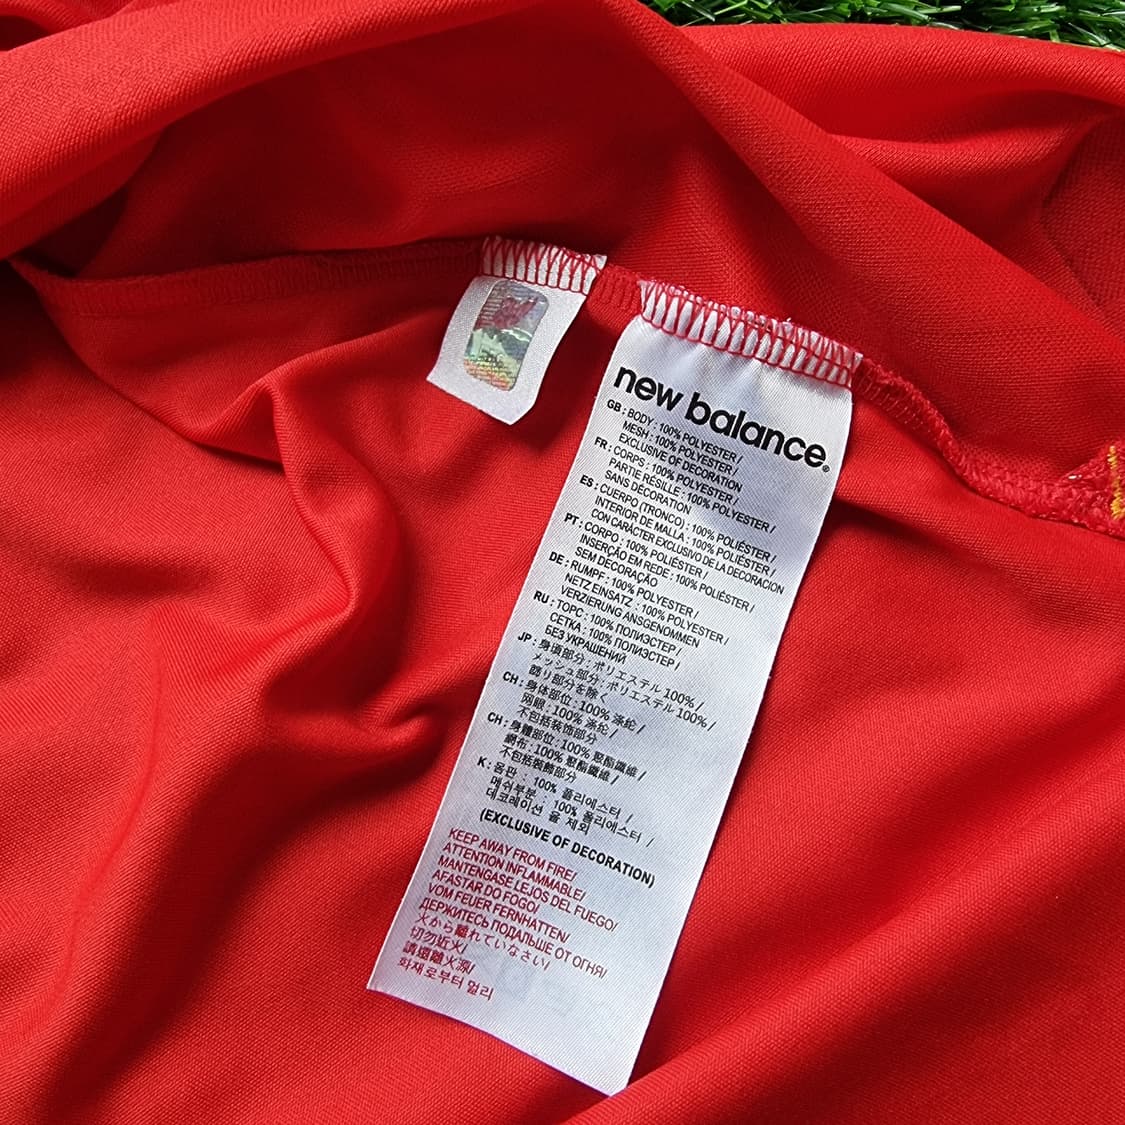 new balance
GB : BODY : 100% POLYESTER /
MESH : 100% POLYESTER /
EXCLUSIVE OF DECORATION
FR : CORPS : 100% POLYESTER /
PARTIE RÉSILLE : 100% POLYESTER /
SANS DÉCORATION
ES : CUERPO (TRONCO) : 100% POLIÉSTER /
INTERIOR DE MALLA : 100% POLIÉSTER /
CON CARÁCTER EXCLUSIVO DE LA DECORACION
PT : CORPO : 100% POLIÉSTER /
INSERÇÃO EM REDE : 100% POLIÉSTER /
SEM DECORAÇÃO
DE : RUMPF : 100% POLYESTER /
NETZ EINSATZ : 100% POLYESTER /
VERZIERUNG AUSGENOMMEN
RU : ТОРС : 100% ПОЛИЭСТЕР /
СЕТКА : 100% ПОЛИЭСТЕР /
БЕЗ УКРАШЕНИЙ
JP : 身頃部分 : ポリエステル 100% /
メッシュ部分 : ポリエステル 100% /
飾り部分を除く
CH : 身体部位 : 100% 涤纶 /
网眼 : 100% 涤纶 /
不包括装饰部分
CH : 身體部位 : 100% 聚酯纖維 /
網布 : 100% 聚酯纖維 /
不包括裝飾部分
K : 몸판 : 100% 폴리에스터 /
메쉬부분 : 100% 폴리에스터 /
데코레이션 을 제외
(EXCLUSIVE OF DECORATION)
KEEP AWAY FROM FIRE/
ATTENTION INFLAMMABLE/
MANTENGASE LEJOS DEL FUEGO/
AFASTAR DO FOGO/
VOM FEUER FERNHATTEN/
ДЕРЖИТЕСЬ ПОДАЛЬШЕ ОТ ОГНЯ/
火から離れていなさい/
切勿近火/
請遠離火源/
화재로부터 멀리